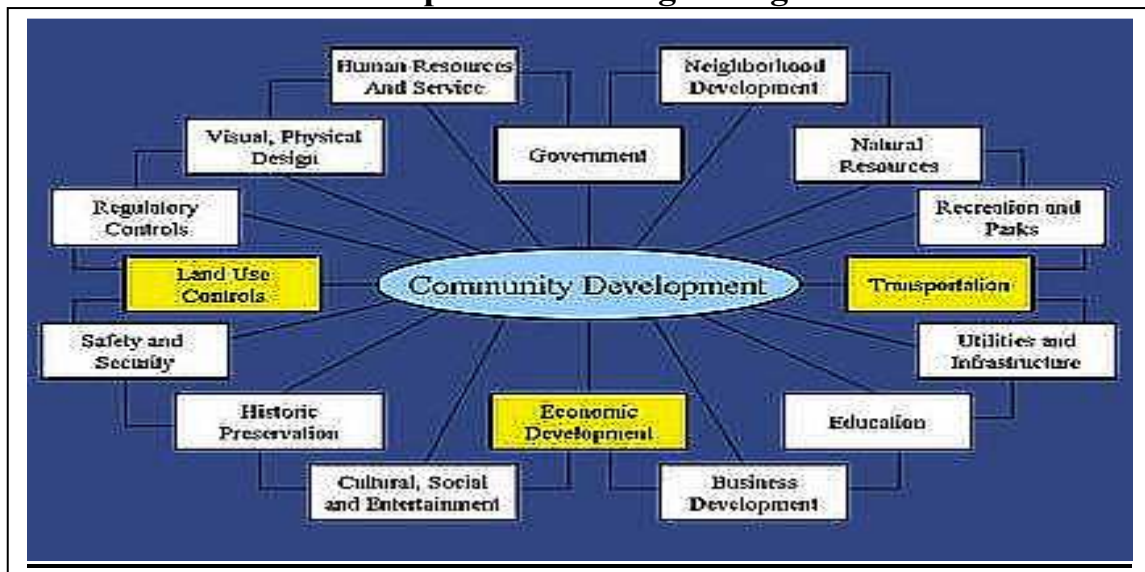 Human Resources
And Service
Neighborhood
Development
Visual, Physical
Design
Government
Natural
Resources
Regulatory
Controls
Recreation and
Parks
Land Use
Controls
Community Development
Transportation
Safety and
Security
Utilities and
Infrastructure
Historic
Preservation
Economic
Development
Education
Cultural, Social
and Entertainment
Business
Development